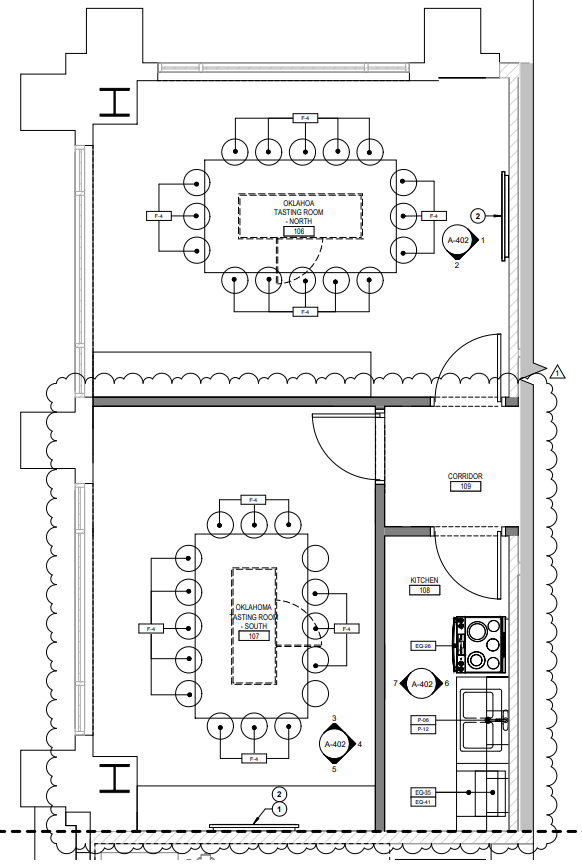 F-4
OKLAHOA
TASTING ROOM
- NORTH
106
F-4
F-4
2
A-402
1
2
F-4
1
CORRIDOR
109
F-4
KITCHEN
108
OKLAHOMA
TASTING ROOM
- SOUTH
107
F-4
F-4
EQ-26
7
A-402
6
3
P-06
P-12
A-402
4
5
F-4
2
1
EQ-35
EQ-41